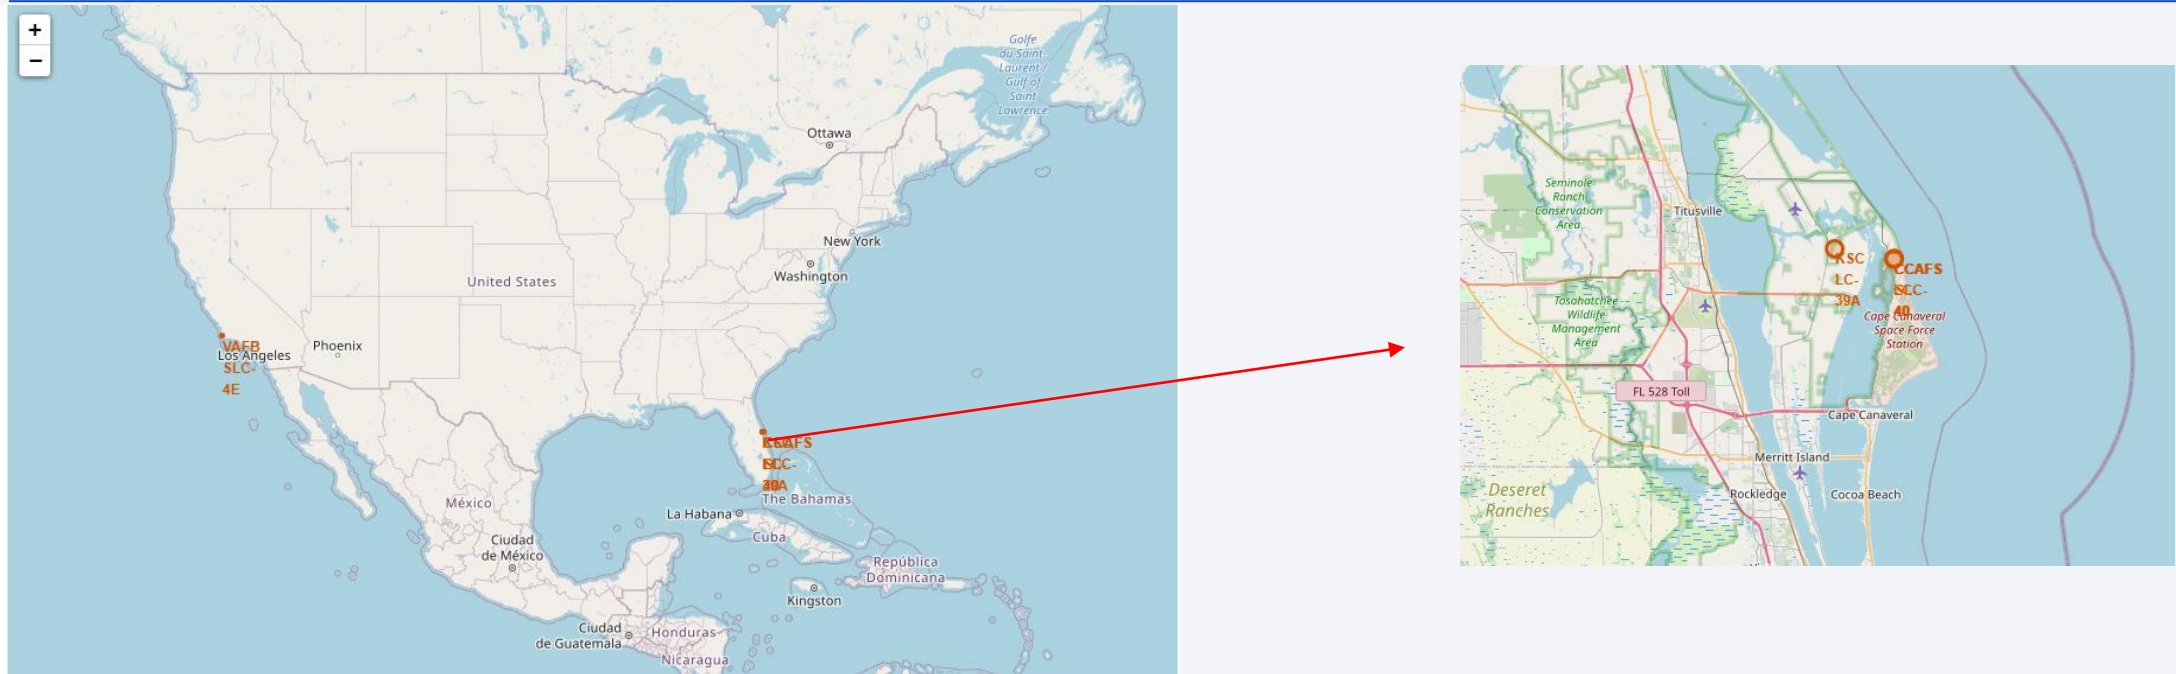 +
−
Golfe
du Saint-
Laurent /
Gulf of
Saint
Lawrence
Ottawa
New York
Washington
United States
Phoenix
Los Angeles
VAFB
SLC-
4E
The Bahamas
La Habana
México
Cuba
Ciudad
de México
República
Dominicana
Kingston
Ciudad
de Guatemala
Honduras
Nicaragua
Seminole
Ranch
Conservation
Area
Titusville
KSC
LC-
39A
CCAFS
40
Tosohatchee
Wildlife
Management
Area
Cape Canaveral
Space Force
Station
FL 528 Toll
Cape Canaveral
Merritt Island
Deseret
Ranches
Rockledge
Cocoa Beach